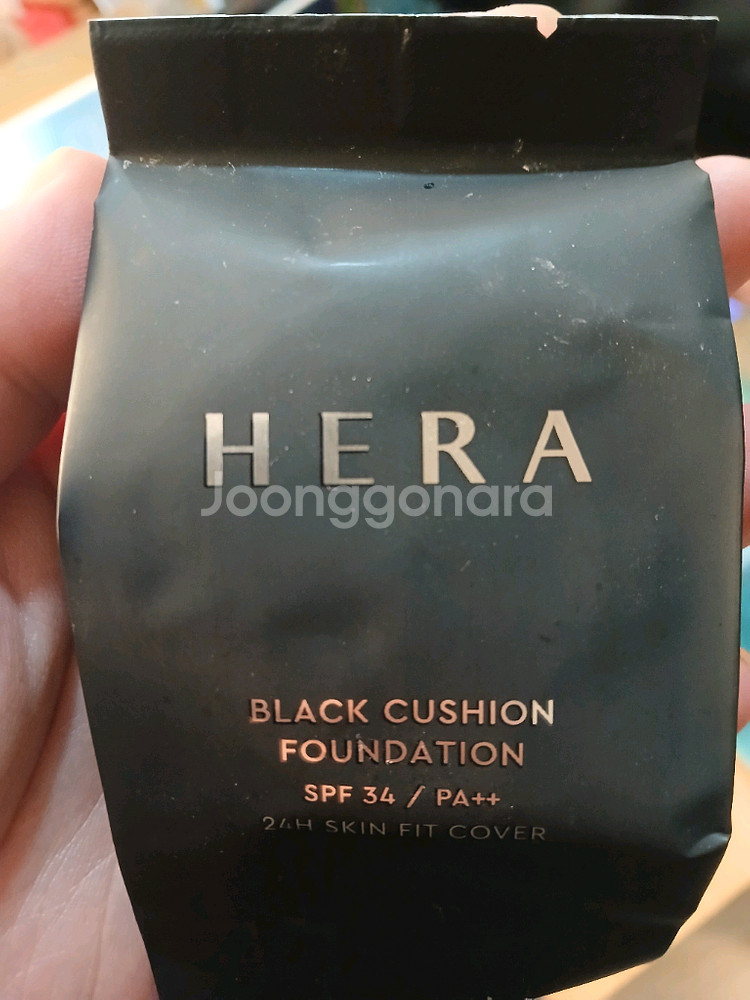 HERA
Joonggonara
BLACK CUSHION
FOUNDATION
SPF 34 / PA++
24H SKIN FIT COVER